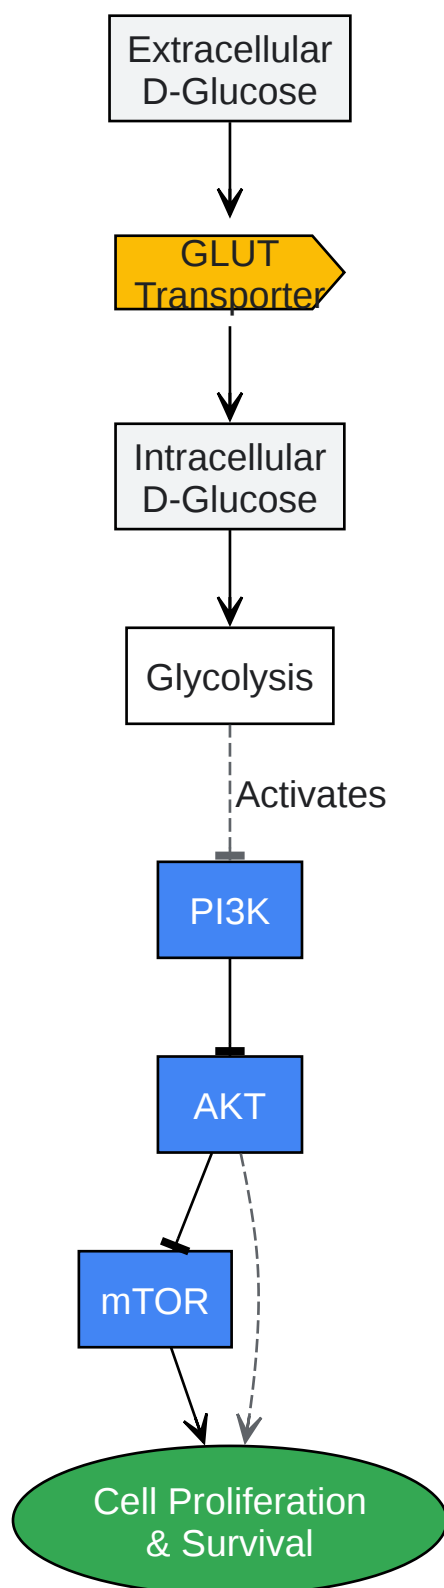 Extracellular
D-Glucose
GLUT
Transporter
Intracellular
D-Glucose
Glycolysis
Activates
PI3K
AKT
mTOR
Cell Proliferation
& Survival